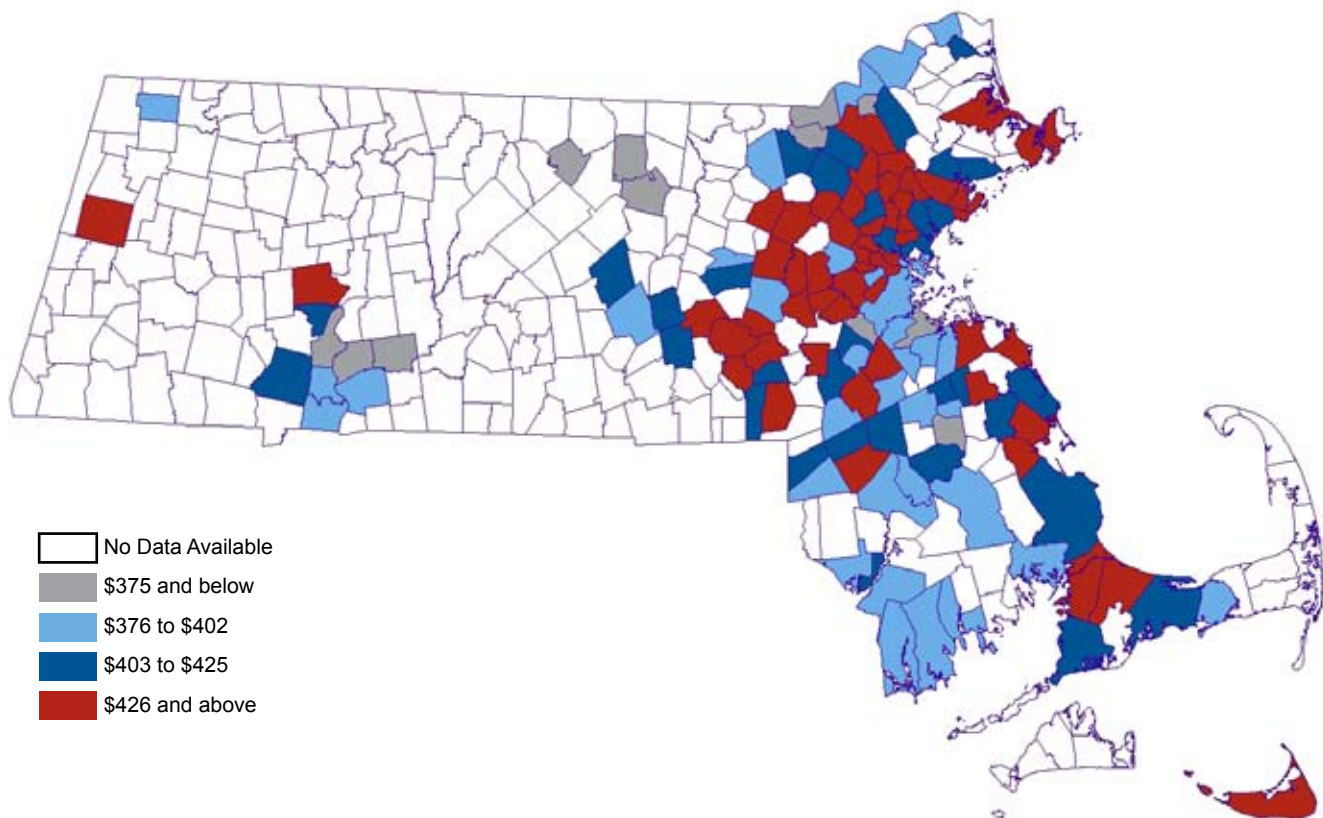 No Data Available
$375 and below
$376 to $402
$403 to $425
$426 and above